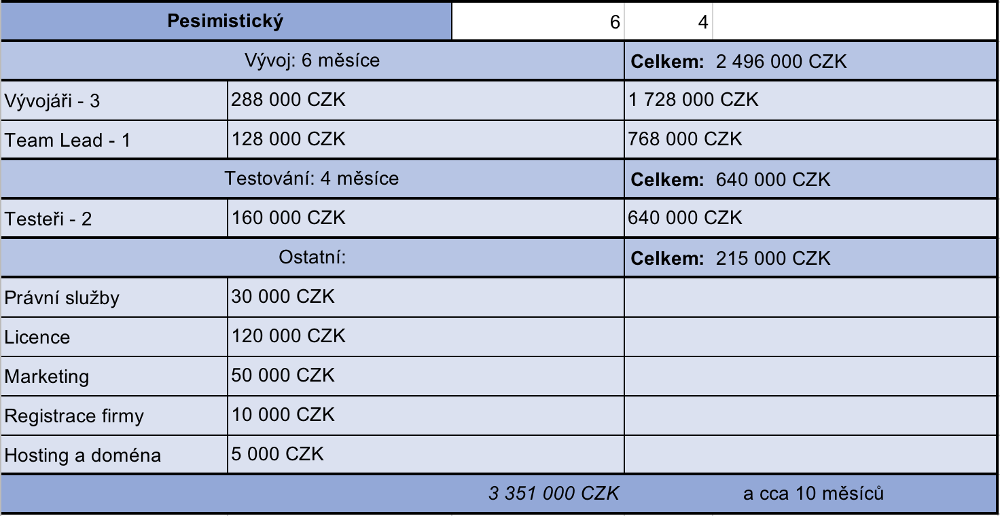 Pesimistický 6 4
Vývoj: 6 měsíce Celkem: 2 496 000 CZK
Vývojáři - 3 288 000 CZK 1 728 000 CZK
Team Lead - 1 128 000 CZK 768 000 CZK
Testování: 4 měsíce Celkem: 640 000 CZK
Testeři - 2 160 000 CZK 640 000 CZK
Ostatní: Celkem: 215 000 CZK
Právní služby 30 000 CZK
Licence 120 000 CZK
Marketing 50 000 CZK
Registrace firmy 10 000 CZK
Hosting a doména 5 000 CZK
3 351 000 CZK a cca 10 měsíců